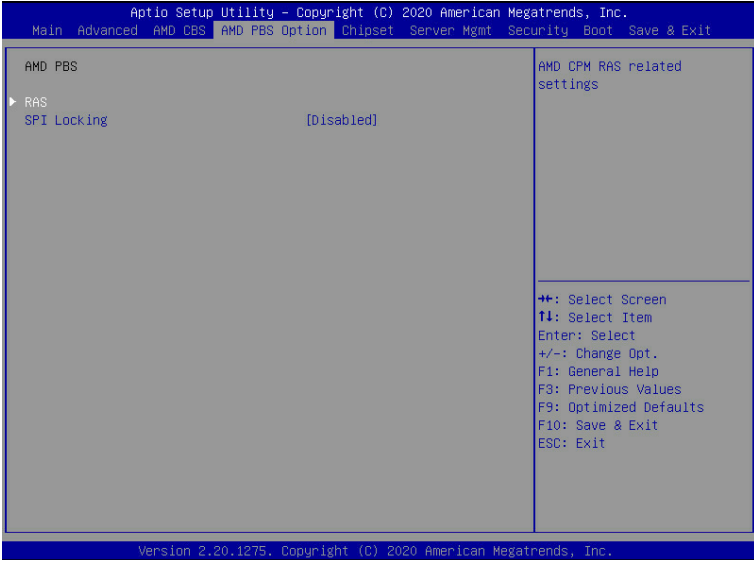 Aptio Setup Utility – Copyright (C) 2020 American Megatrends, Inc.
Main Advanced AMD CBS AMD PBS Option Chipset Server Mgmt Security Boot Save & Exit
AMD PBS
RAS
SPI Locking [Disabled]
AMD CPM RAS related
settings
→←: Select Screen
↑↓: Select Item
Enter: Select
+/-: Change Opt.
F1: General Help
F3: Previous Values
F9: Optimized Defaults
F10: Save & Exit
ESC: Exit
Version 2.20.1275. Copyright (C) 2020 American Megatrends, Inc.